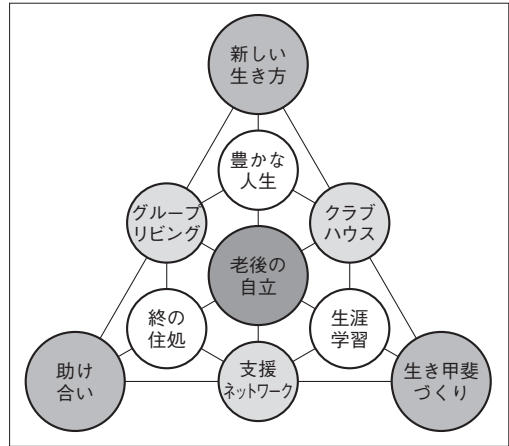 新しい
生き方
豊かな
人生
グループ
リビング
クラブ
ハウス
老後の
自立
終の
住処
生涯
学習
助け
合い
支援
ネットワーク
生き甲斐
づくり